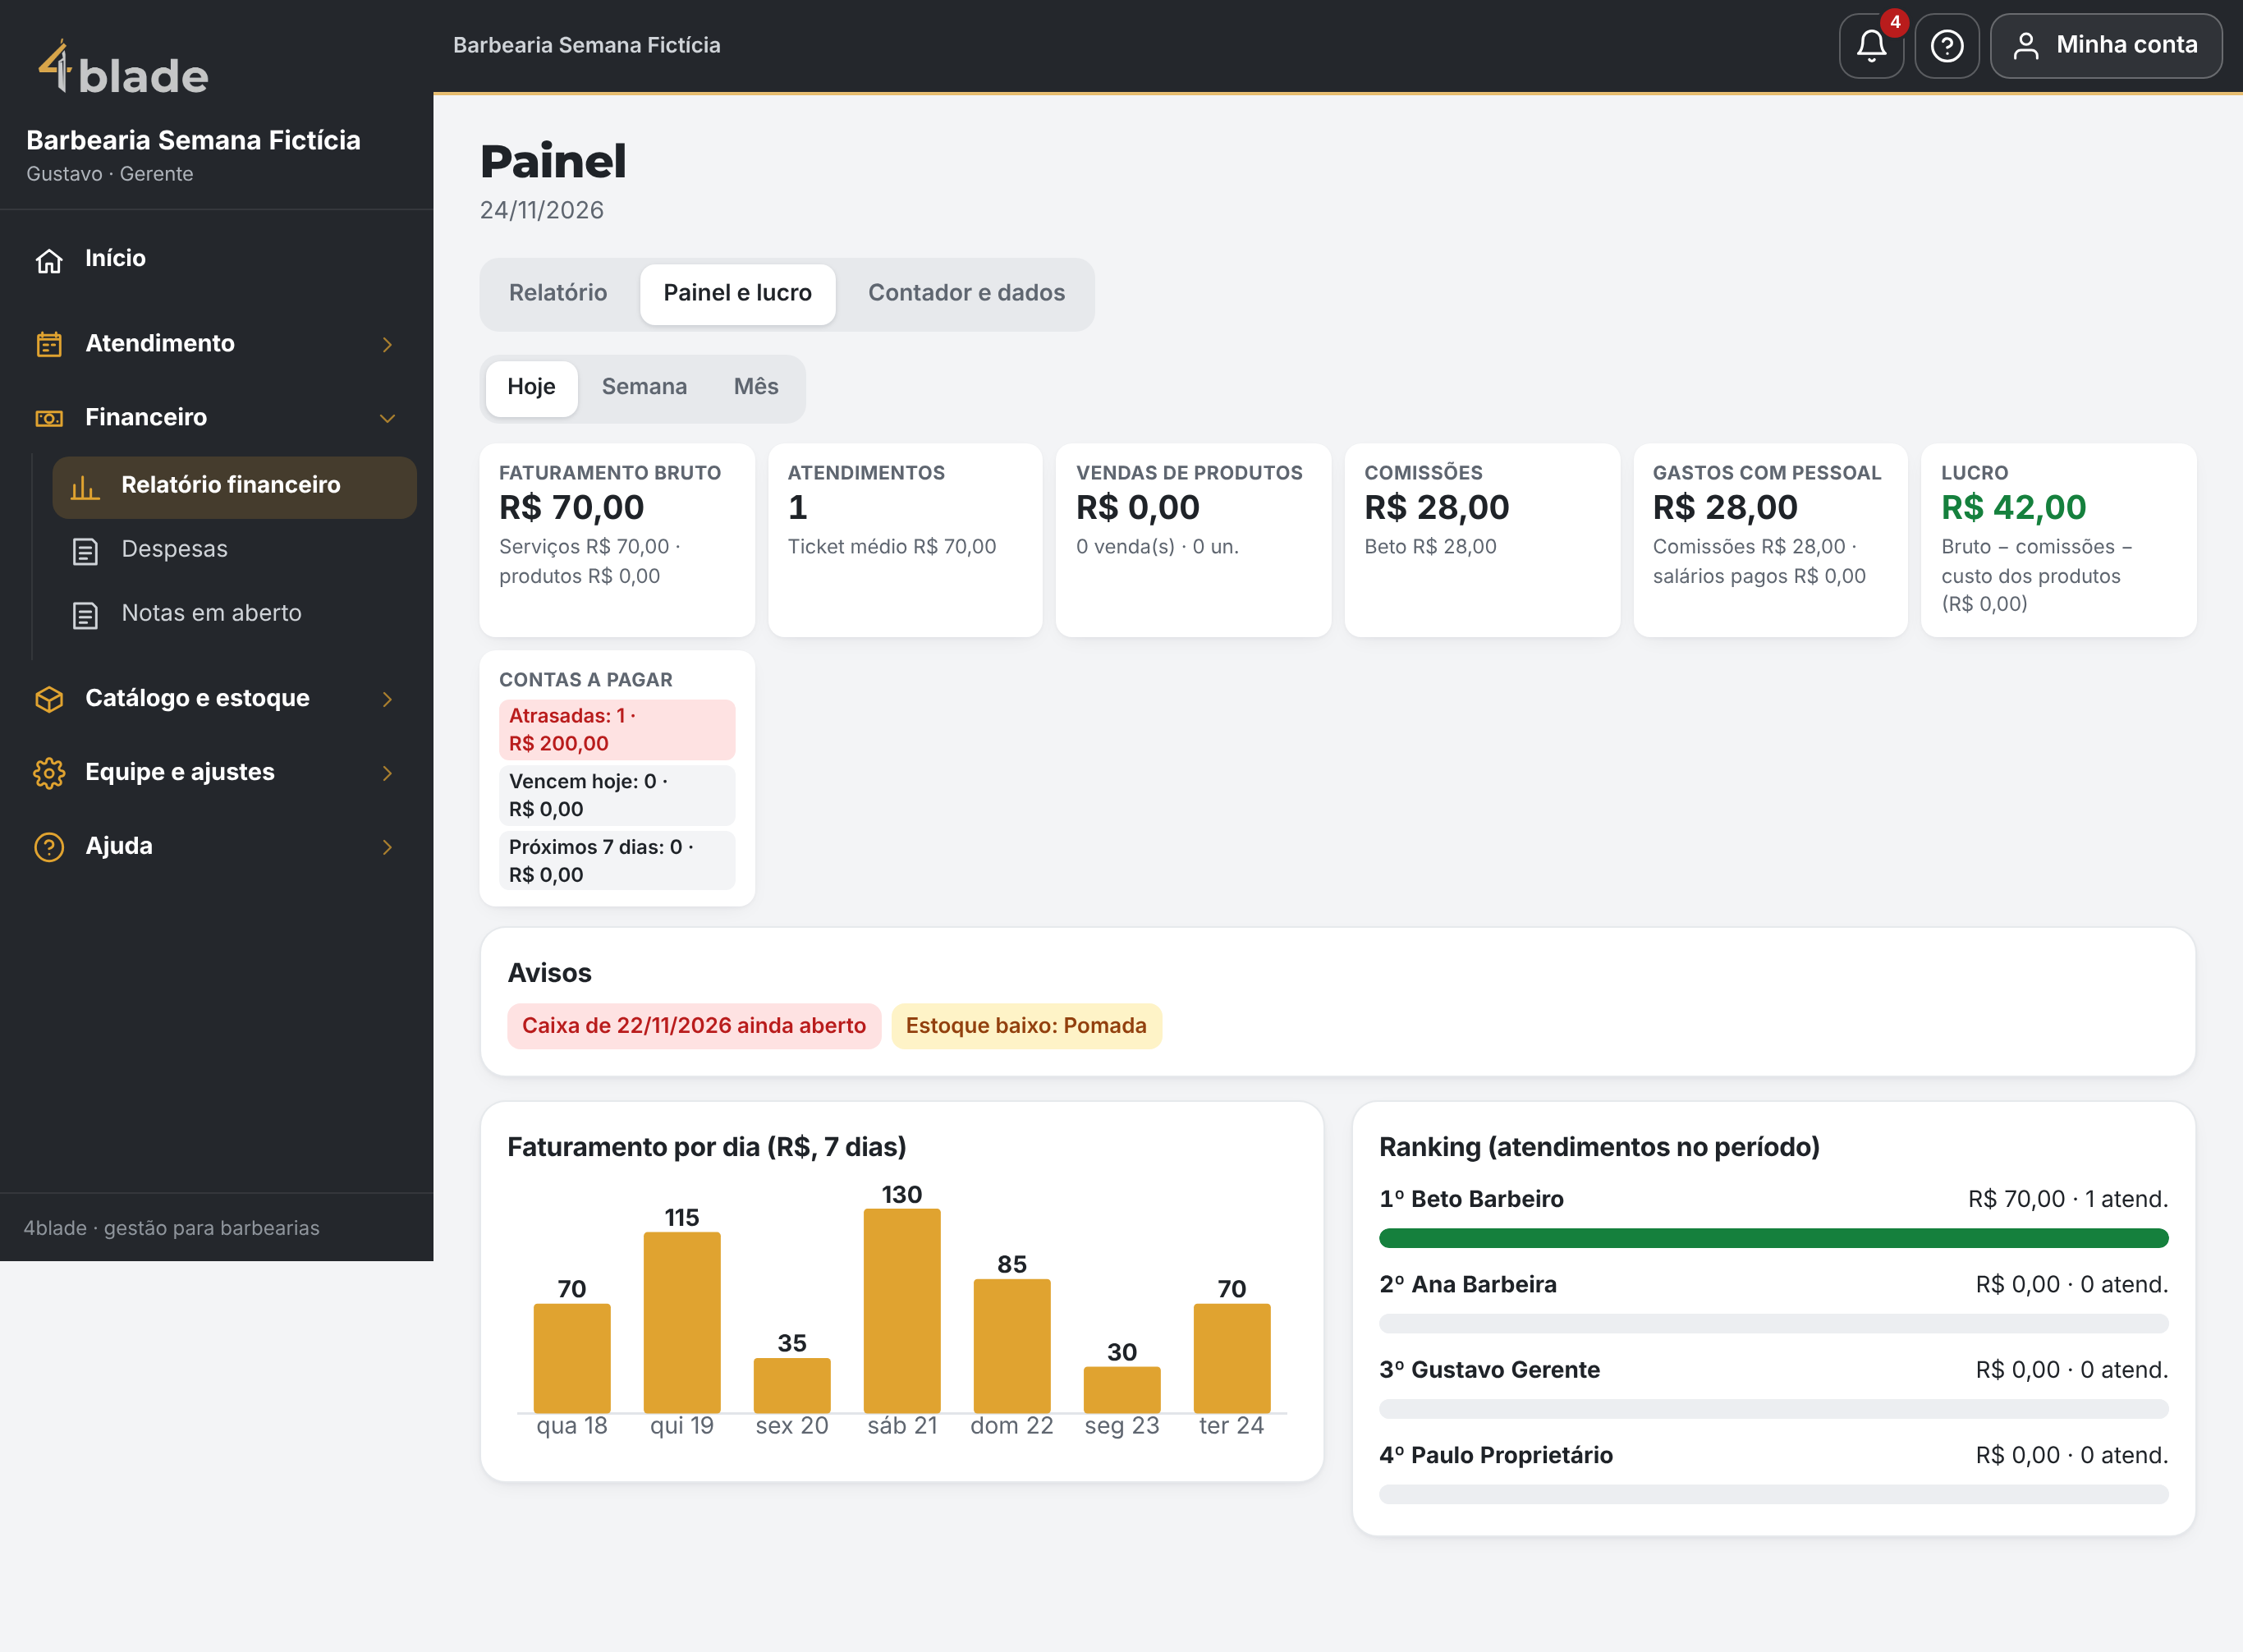 4blade
Barbearia Semana Fictícia
Gustavo · Gerente
Início
Atendimento
Financeiro
Relatório financeiro
Despesas
Notas em aberto
Catálogo e estoque
Equipe e ajustes
Ajuda
4blade · gestão para barbearias
Barbearia Semana Fictícia
4
Minha conta
Painel
24/11/2026
Relatório
Painel e lucro
Contador e dados
Hoje
Semana
Mês
FATURAMENTO BRUTO
R$ 70,00
Serviços R$ 70,00 ·
produtos R$ 0,00
ATENDIMENTOS
1
Ticket médio R$ 70,00
VENDAS DE PRODUTOS
R$ 0,00
0 venda(s) · 0 un.
COMISSÕES
R$ 28,00
Beto R$ 28,00
GASTOS COM PESSOAL
R$ 28,00
Comissões R$ 28,00 ·
salários pagos R$ 0,00
LUCRO
R$ 42,00
Bruto − comissões −
custo dos produtos
(R$ 0,00)
CONTAS A PAGAR
Atrasadas: 1 ·
R$ 200,00
Vencem hoje: 0 ·
R$ 0,00
Próximos 7 dias: 0 ·
R$ 0,00
Avisos
Caixa de 22/11/2026 ainda aberto
Estoque baixo: Pomada
Faturamento por dia (R$, 7 dias)
70
115
35
130
85
30
70
qua 18
qui 19
sex 20
sáb 21
dom 22
seg 23
ter 24
Ranking (atendimentos no período)
1º Beto Barbeiro
R$ 70,00 · 1 atend.
2º Ana Barbeira
R$ 0,00 · 0 atend.
3º Gustavo Gerente
R$ 0,00 · 0 atend.
4º Paulo Proprietário
R$ 0,00 · 0 atend.